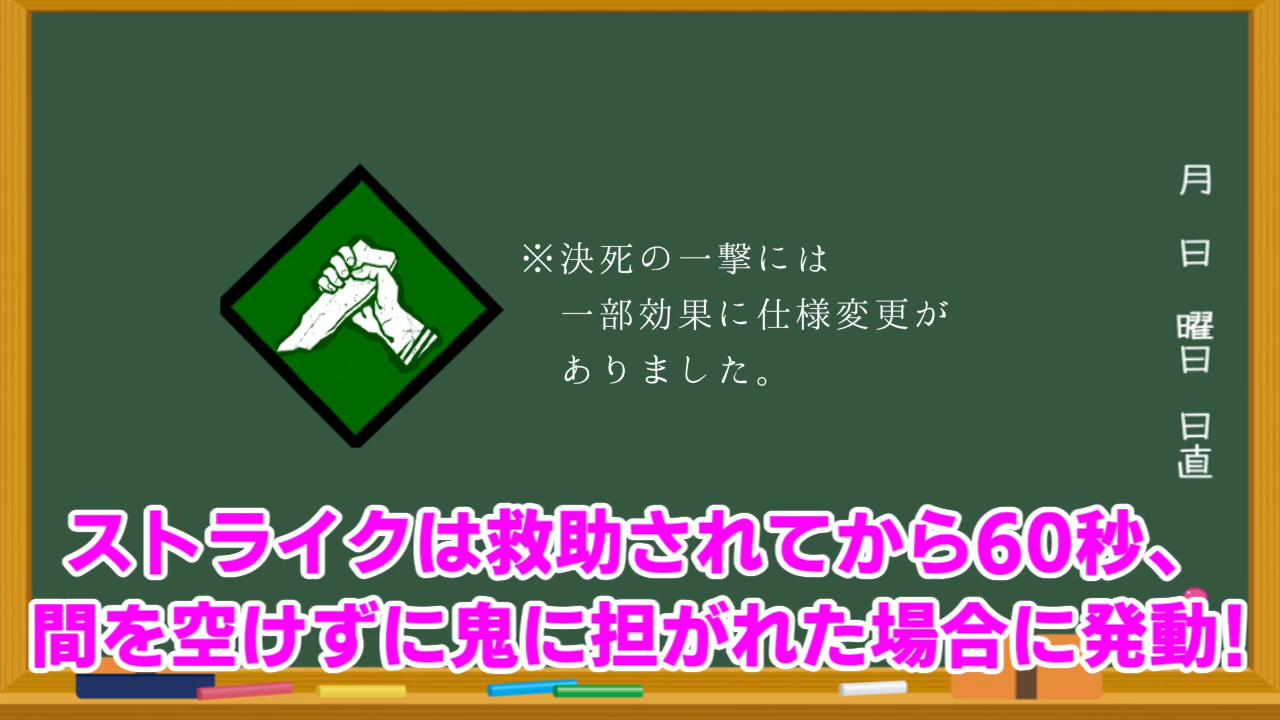 ※決死の一撃には
一部効果に仕様変更が
ありました。
月
日
曜日
日直
ストライクは救助されてから60秒、
間を空けずに鬼に担がれた場合に発動!